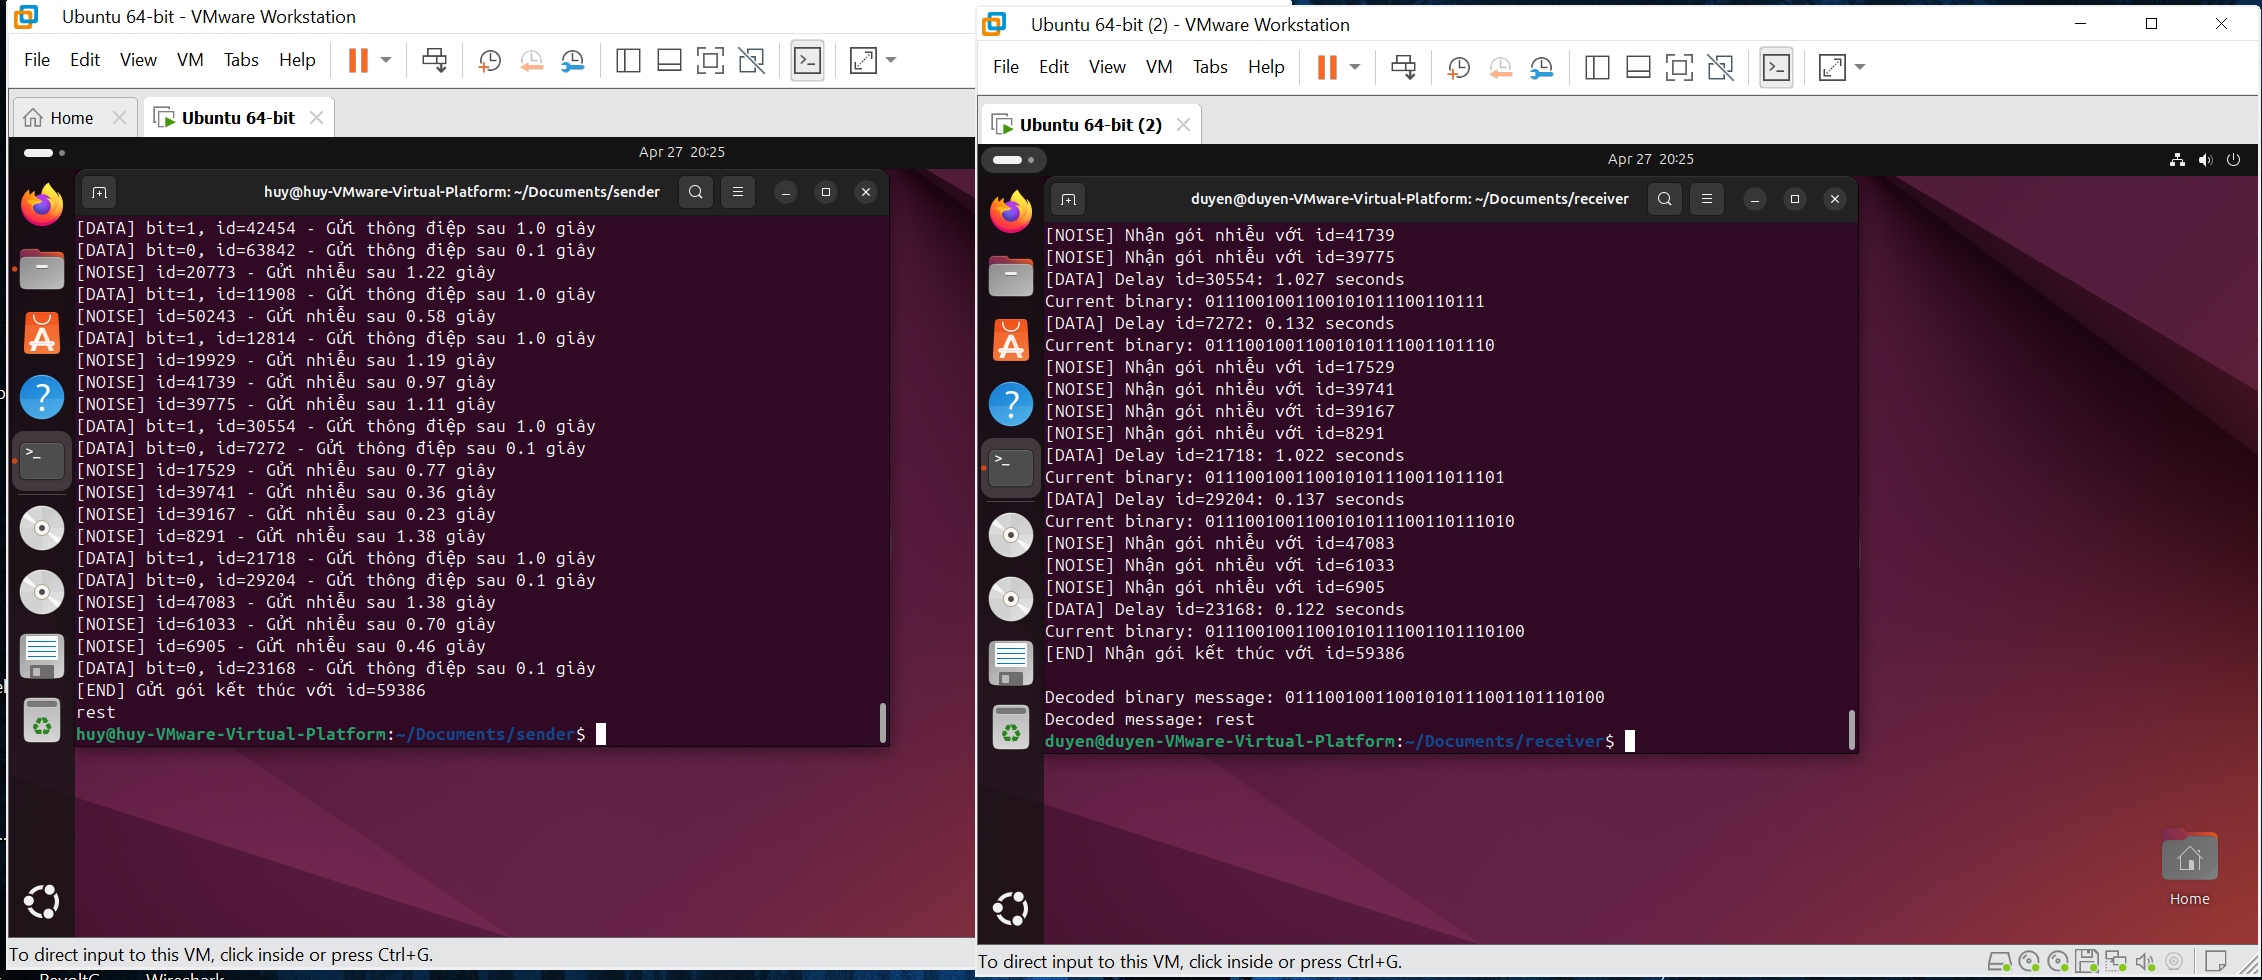 Ubuntu 64-bit - VMware Workstation
File Edit View VM Tabs Help
Home
Ubuntu 64-bit
Apr 27 20:25
huy@huy-VMware-Virtual-Platform: ~/Documents/sender
[DATA] bit=1, id=42454 - Gửi thông điệp sau 1.0 giây
[DATA] bit=0, id=63842 - Gửi thông điệp sau 0.1 giây
[NOISE] id=20773 - Gửi nhiễu sau 1.22 giây
[DATA] bit=1, id=11908 - Gửi thông điệp sau 1.0 giây
[NOISE] id=50243 - Gửi nhiễu sau 0.58 giây
[DATA] bit=1, id=12814 - Gửi thông điệp sau 1.0 giây
[NOISE] id=19929 - Gửi nhiễu sau 1.19 giây
[NOISE] id=41739 - Gửi nhiễu sau 0.97 giây
[NOISE] id=39775 - Gửi nhiễu sau 1.11 giây
[DATA] bit=1, id=30554 - Gửi thông điệp sau 1.0 giây
[DATA] bit=0, id=7272 - Gửi thông điệp sau 0.1 giây
[NOISE] id=17529 - Gửi nhiễu sau 0.77 giây
[NOISE] id=39741 - Gửi nhiễu sau 0.36 giây
[NOISE] id=39167 - Gửi nhiễu sau 0.23 giây
[NOISE] id=8291 - Gửi nhiễu sau 1.38 giây
[DATA] bit=1, id=21718 - Gửi thông điệp sau 1.0 giây
[DATA] bit=0, id=29204 - Gửi thông điệp sau 0.1 giây
[NOISE] id=47083 - Gửi nhiễu sau 1.38 giây
[NOISE] id=61033 - Gửi nhiễu sau 0.70 giây
[NOISE] id=6905 - Gửi nhiễu sau 0.46 giây
[DATA] bit=0, id=23168 - Gửi thông điệp sau 0.1 giây
[END] Gửi gói kết thúc với id=59386
rest
huy@huy-VMware-Virtual-Platform:~/Documents/sender$
To direct input to this VM, click inside or press Ctrl+G.
Ubuntu 64-bit (2) - VMware Workstation
File Edit View VM Tabs Help
Ubuntu 64-bit (2)
Apr 27 20:25
duyen@duyen-VMware-Virtual-Platform: ~/Documents/receiver
[NOISE] Nhận gói nhiễu với id=41739
[NOISE] Nhận gói nhiễu với id=39775
[DATA] Delay id=30554: 1.027 seconds
Current binary: 0111001001100101011100110111
[DATA] Delay id=7272: 0.132 seconds
Current binary: 01110010011001010111001101110
[NOISE] Nhận gói nhiễu với id=17529
[NOISE] Nhận gói nhiễu với id=39741
[NOISE] Nhận gói nhiễu với id=39167
[NOISE] Nhận gói nhiễu với id=8291
[DATA] Delay id=21718: 1.022 seconds
Current binary: 011100100110010101110011011101
[DATA] Delay id=29204: 0.137 seconds
Current binary: 0111001001100101011100110111010
[NOISE] Nhận gói nhiễu với id=47083
[NOISE] Nhận gói nhiễu với id=61033
[NOISE] Nhận gói nhiễu với id=6905
[DATA] Delay id=23168: 0.122 seconds
Current binary: 01110010011001010111001101110100
[END] Nhận gói kết thúc với id=59386
Decoded binary message: 01110010011001010111001101110100
Decoded message: rest
duyen@duyen-VMware-Virtual-Platform:~/Documents/receiver$
Home
To direct input to this VM, click inside or press Ctrl+G.